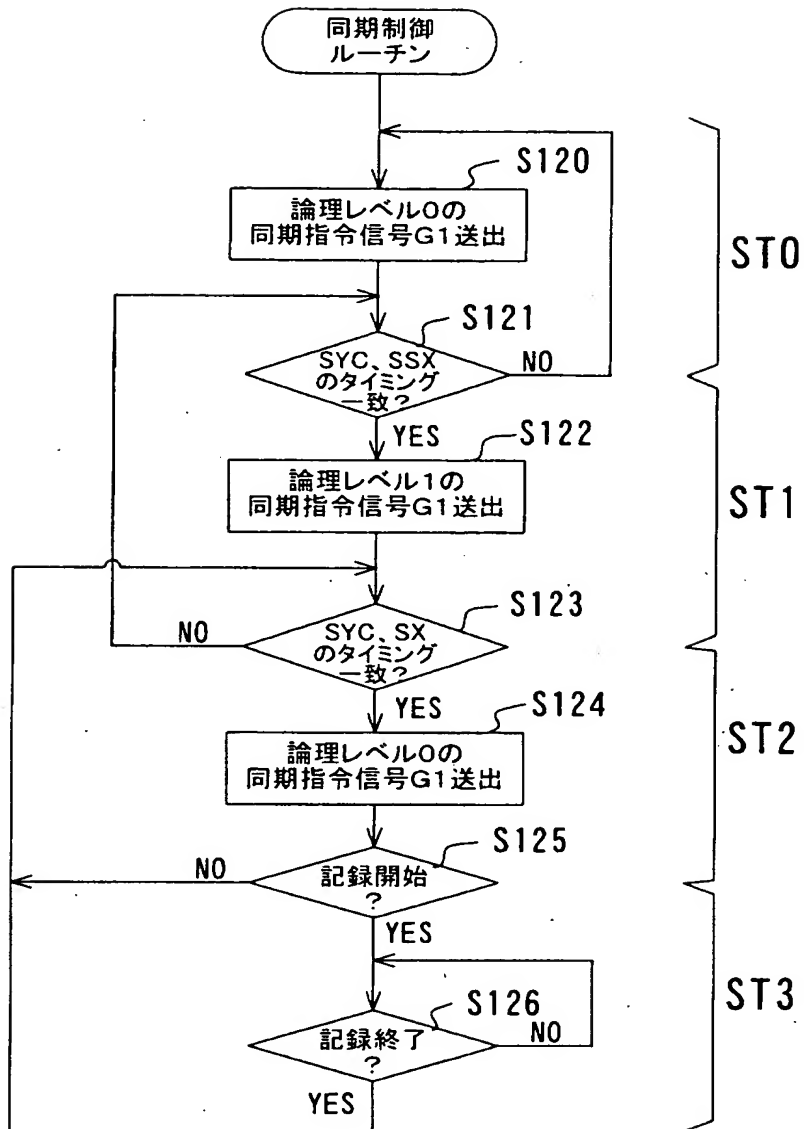 同期制御
ルーチン
S120
論理レベル0の
同期指令信号G1送出
ST0
S121
SYC、SSX
のタイミング
一致?
NO
YES
S122
論理レベル1の
同期指令信号G1送出
ST1
S123
SYC、SX
のタイミング
一致?
NO
YES
S124
論理レベル0の
同期指令信号G1送出
ST2
S125
記録開始
?
NO
YES
S126
記録終了
?
NO
YES
ST3